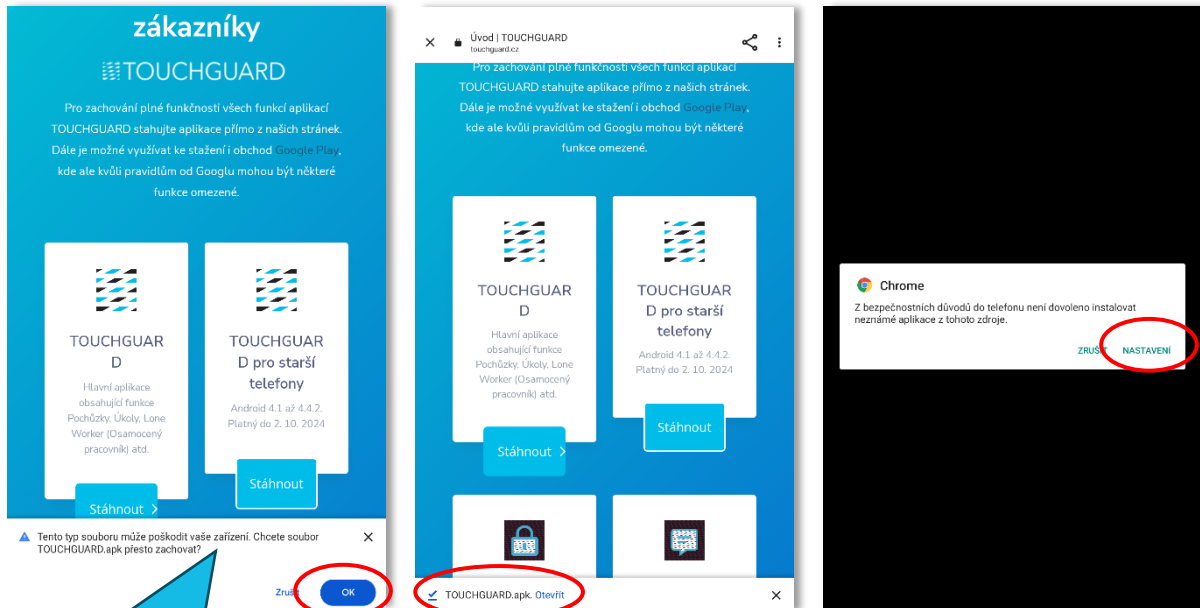 zákazníky
TOUCHGUARD
Pro zachování plné funkčnosti všech funkcí aplikací
TOUCHGUARD stahujte aplikace přímo z našich stránek.
Dále je možné využívat ke stažení i obchod Google Play,
kde ale kvůli pravidlům od Googlu mohou být některé
funkce omezené.
TOUCHGUAR
D
Hlavní aplikace
obsahující funkce
Pochůzky, Úkoly, Lone
Worker (Osamocený
pracovník) atd.
Stáhnout
TOUCHGUAR
D pro starší
telefony
Android 4.1 až 4.4.2.
Platný do 2. 10. 2024
Stáhnout
Tento typ souboru může poškodit vaše zařízení. Chcete soubor
TOUCHGUARD.apk přesto zachovat?
Zrušit
OK
Úvod | TOUCHGUARD
touchguard.cz
Pro zachování plné funkčnosti všech funkcí aplikací
TOUCHGUARD stahujte aplikace přímo z našich stránek.
Dále je možné využívat ke stažení i obchod Google Play,
kde ale kvůli pravidlům od Googlu mohou být některé
funkce omezené.
TOUCHGUAR
D
Hlavní aplikace
obsahující funkce
Pochůzky, Úkoly, Lone
Worker (Osamocený
pracovník) atd.
Stáhnout
TOUCHGUAR
D pro starší
telefony
Android 4.1 až 4.4.2.
Platný do 2. 10. 2024
Stáhnout
TOUCHGUARD.apk. Otevřít
Chrome
Z bezpečnostních důvodů do telefonu není dovoleno instalovat
neznámé aplikace z tohoto zdroje.
ZRUŠIT
NASTAVENÍ